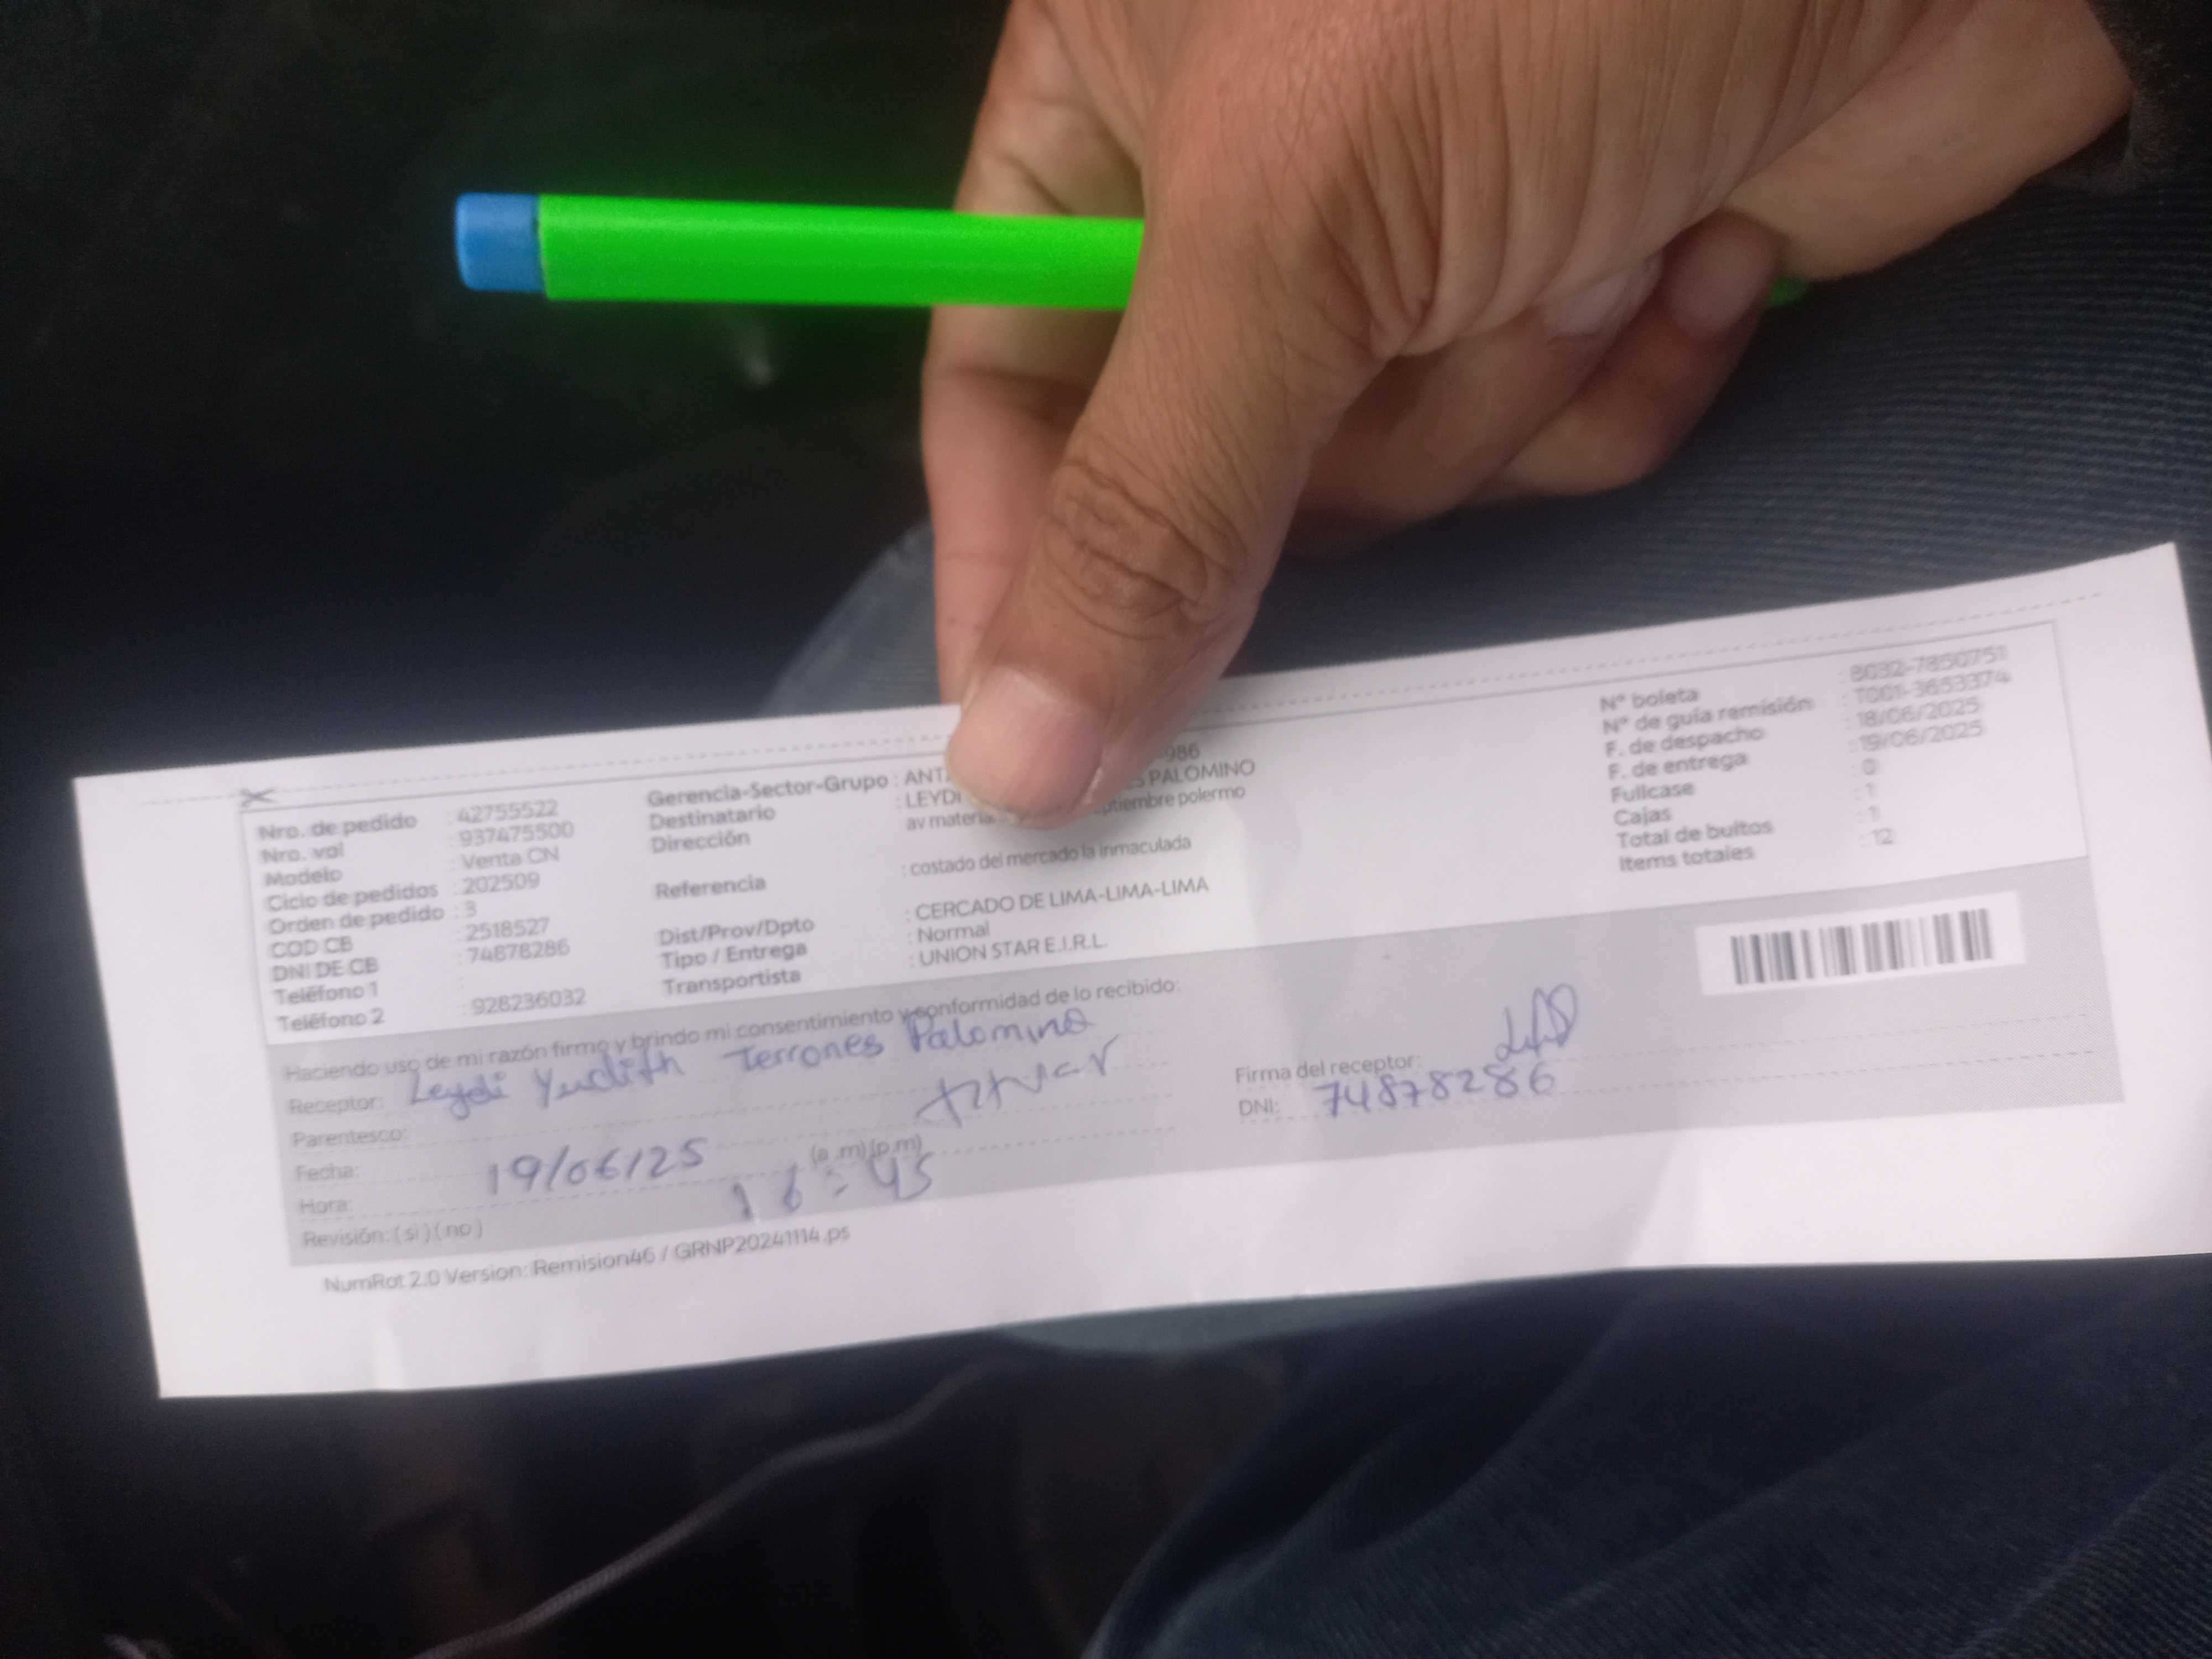 Nro. de pedido : 42755522
Nro. vol : 937475500
Modelo : Venta CN
Ciclo de pedidos : 202509
Orden de pedido : 3
COD CB : 2518527
DNI DE CB : 74878286
Teléfono 1 :
Teléfono 2 : 928236032
Gerencia-Sector-Grupo : ANT -986
Destinatario : LEYDI PALOMINO
Dirección : av polermo
Referencia : costado del mercado la inmaculada
Dist/Prov/Dpto : CERCADO DE LIMA-LIMA-LIMA
Tipo / Entrega : Normal
Transportista : UNION STAR E.I.R.L.
N° boleta : B032-7850751
N° de guía remisión : T001-3653374
F. de despacho : 18/06/2025
F. de entrega : 19/06/2025
Fullcase : 0
Cajas : 1
Total de bultos : 1
Items totales : 12
Haciendo uso de mi razón firmo y brindo mi consentimiento y conformidad de lo recibido:
Receptor: Leydi Yudith Terrones Palomino
Parentesco:
Fecha: 19/06/25
Hora: 16:45 (a .m) (p.m)
Revisión: ( si ) ( no )
Firma del receptor:
DNI: 74878286
NumRot 2.0 Version: Remision46 / GRNP20241114.ps